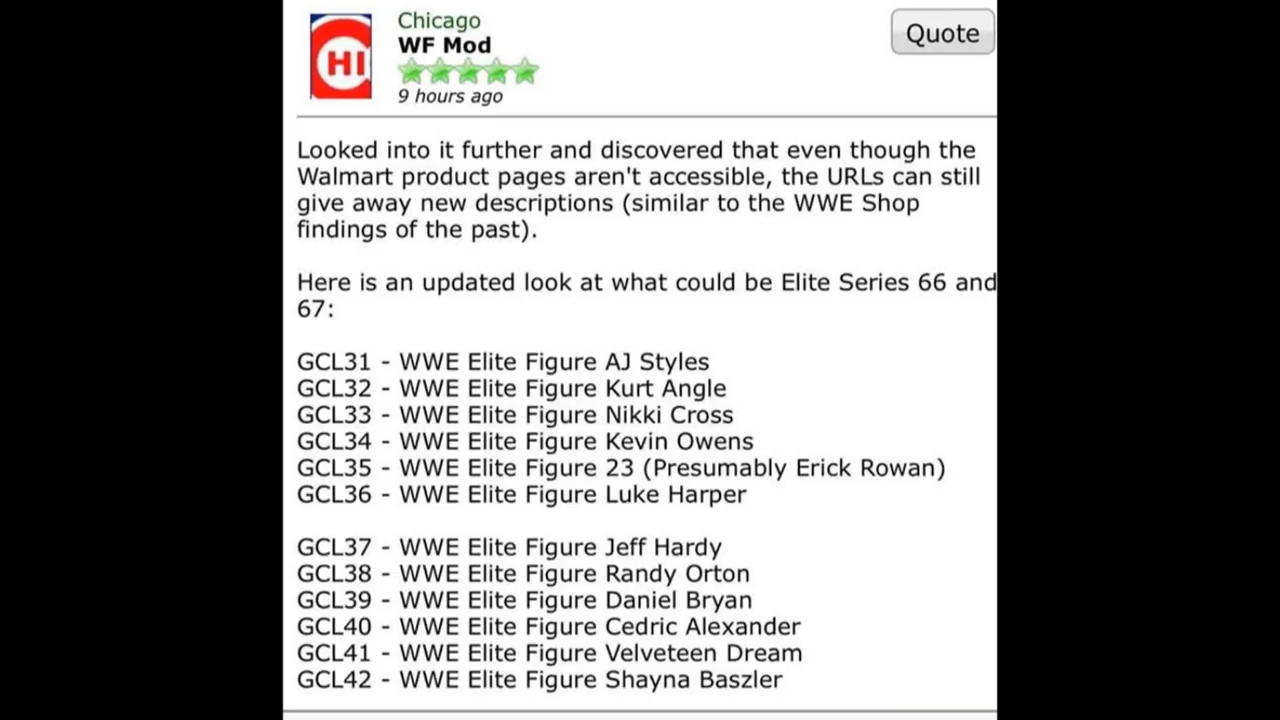 CHI
Chicago
WF Mod
9 hours ago
Quote
Looked into it further and discovered that even though the
Walmart product pages aren't accessible, the URLs can still
give away new descriptions (similar to the WWE Shop
findings of the past).
Here is an updated look at what could be Elite Series 66 and
67:
GCL31 - WWE Elite Figure AJ Styles
GCL32 - WWE Elite Figure Kurt Angle
GCL33 - WWE Elite Figure Nikki Cross
GCL34 - WWE Elite Figure Kevin Owens
GCL35 - WWE Elite Figure 23 (Presumably Erick Rowan)
GCL36 - WWE Elite Figure Luke Harper
GCL37 - WWE Elite Figure Jeff Hardy
GCL38 - WWE Elite Figure Randy Orton
GCL39 - WWE Elite Figure Daniel Bryan
GCL40 - WWE Elite Figure Cedric Alexander
GCL41 - WWE Elite Figure Velveteen Dream
GCL42 - WWE Elite Figure Shayna Baszler